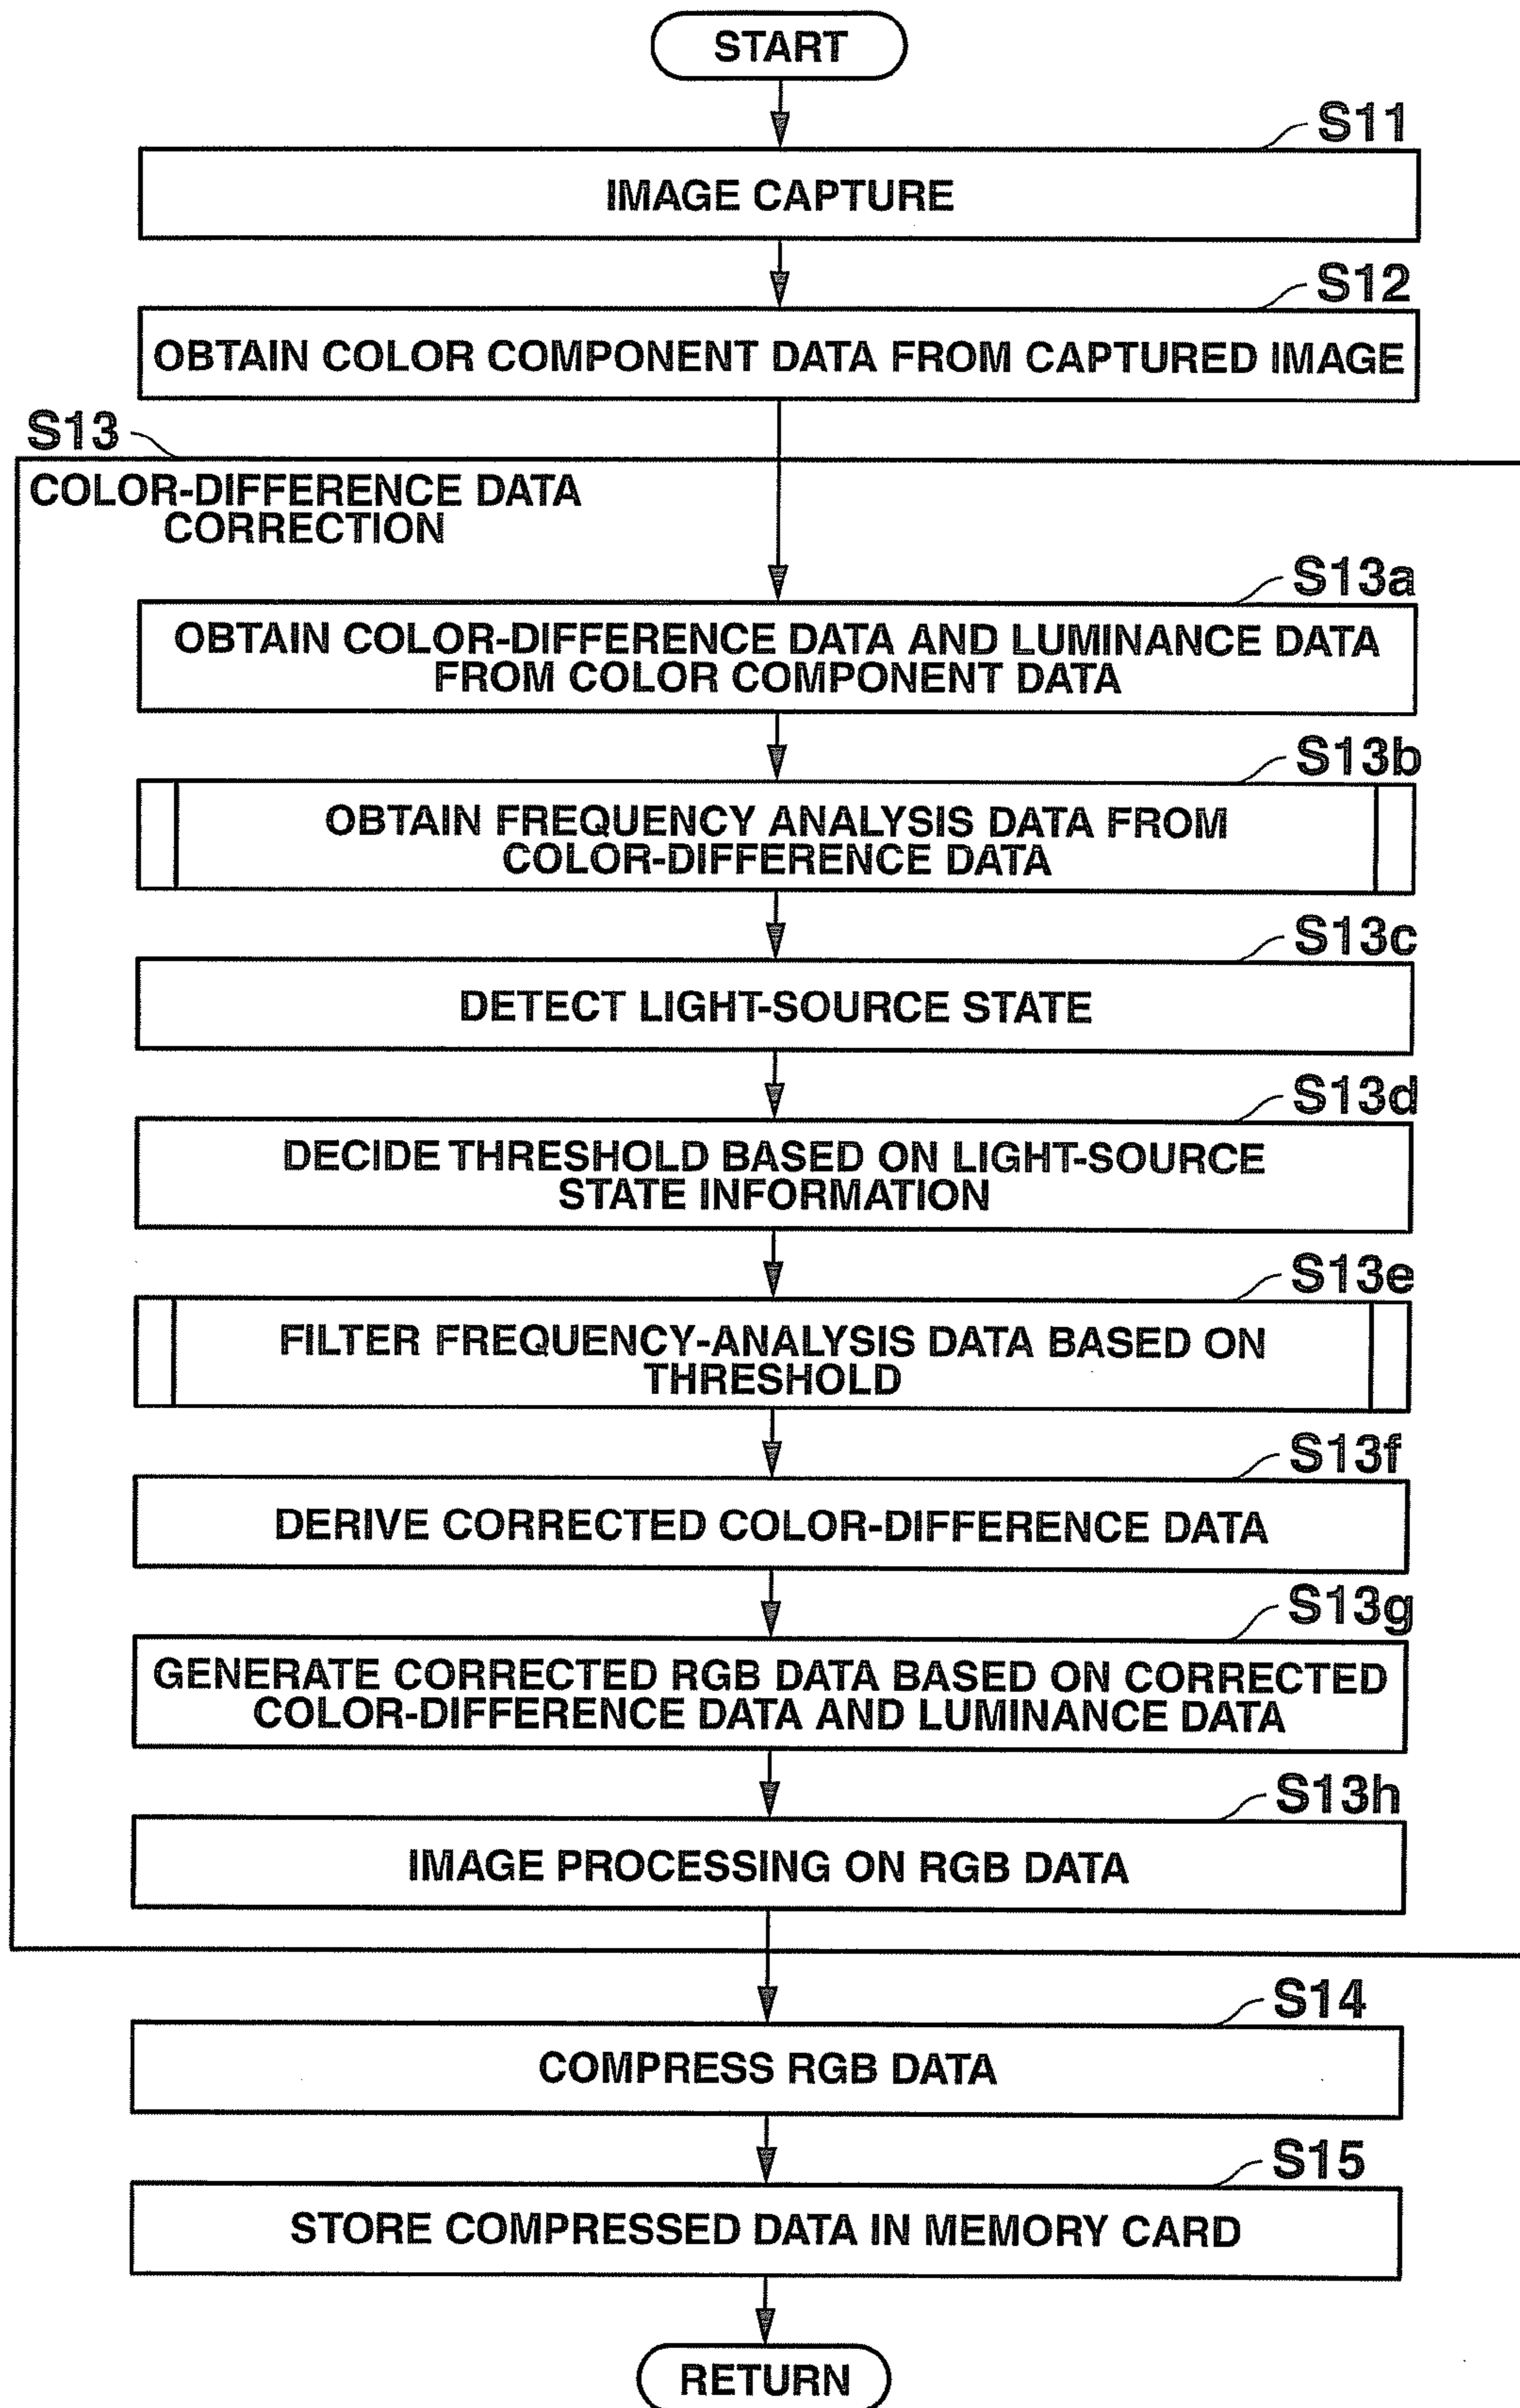 START
S11
IMAGE CAPTURE
S12
OBTAIN COLOR COMPONENT DATA FROM CAPTURED IMAGE
S13
COLOR-DIFFERENCE DATA
CORRECTION
S13a
OBTAIN COLOR-DIFFERENCE DATA AND LUMINANCE DATA
FROM COLOR COMPONENT DATA
S13b
OBTAIN FREQUENCY ANALYSIS DATA FROM
COLOR-DIFFERENCE DATA
S13c
DETECT LIGHT-SOURCE STATE
S13d
DECIDE THRESHOLD BASED ON LIGHT-SOURCE
STATE INFORMATION
S13e
FILTER FREQUENCY-ANALYSIS DATA BASED ON
THRESHOLD
S13f
DERIVE CORRECTED COLOR-DIFFERENCE DATA
S13g
GENERATE CORRECTED RGB DATA BASED ON CORRECTED
COLOR-DIFFERENCE DATA AND LUMINANCE DATA
S13h
IMAGE PROCESSING ON RGB DATA
S14
COMPRESS RGB DATA
S15
STORE COMPRESSED DATA IN MEMORY CARD
RETURN